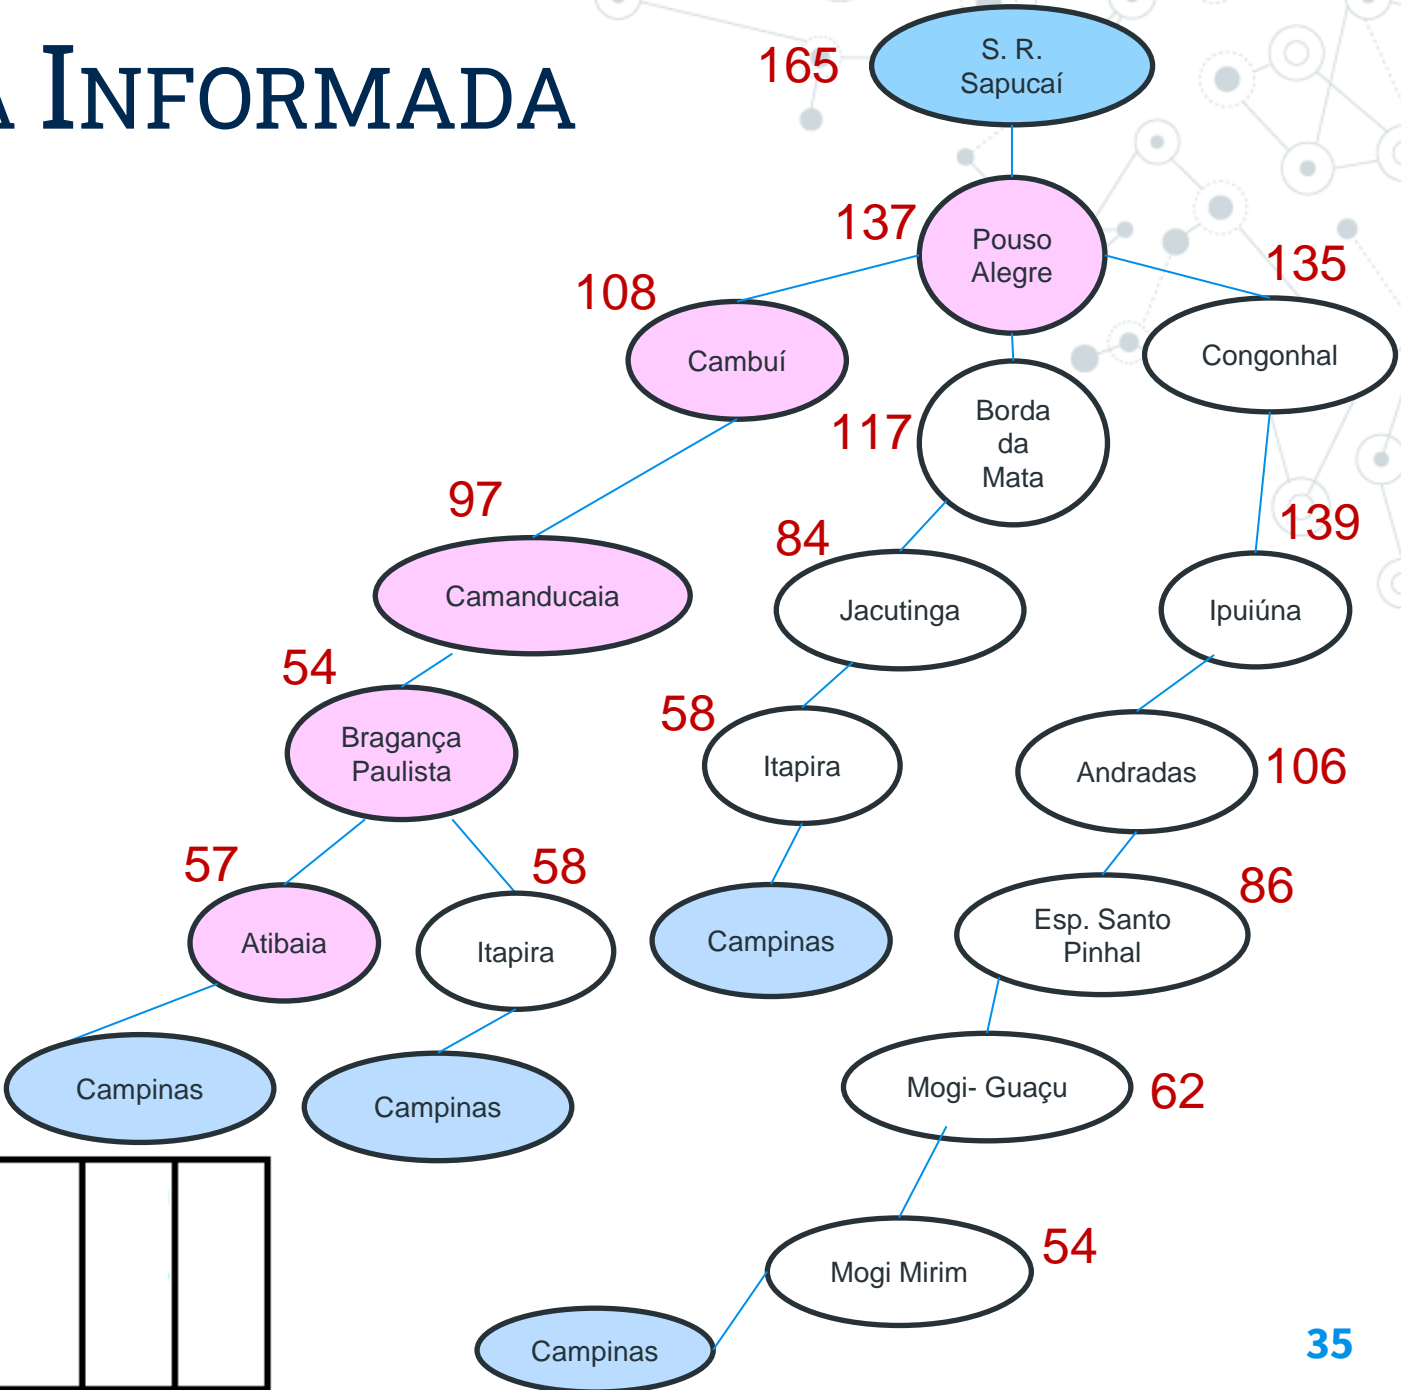 A INFORMADA
165
S. R.
Sapucaí
137
Pouso
Alegre
135
108
Cambuí
Congonhal
117
Borda
da
Mata
97
Camanducaia
84
Jacutinga
139
Ipuiúna
54
Bragança
Paulista
58
Itapira
Andradas
106
57
Atibaia
58
Itapira
Campinas
86
Esp. Santo
Pinhal
Campinas
Campinas
Mogi- Guaçu
62
Mogi Mirim
54
Campinas
35